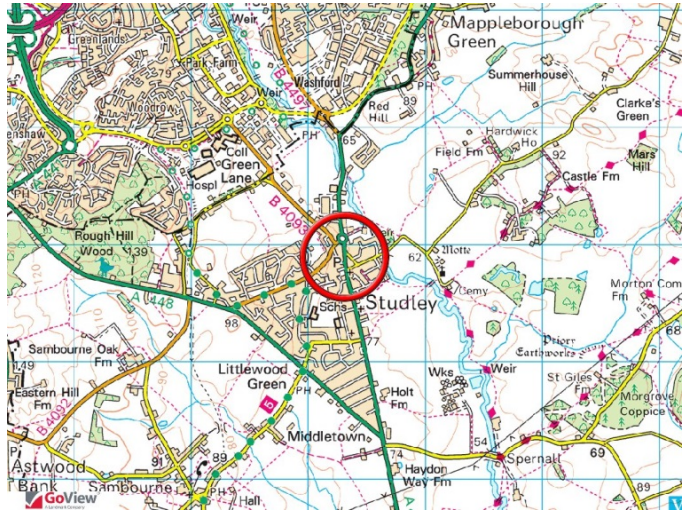 Mappleborough
Green
Weir
Greenlands
Park Farm
Weir
Washford
B 4497
Summerhouse
Hill
Woodrow
Red
Hill
89
Clarke's
Green
PH
65
enshaw
Coll
Green
Lane
Hospl
Hardwick
Ho
Field Fm
92
Mars
Hill
Castle Fm
PH
B 4093
Rough Hill
Wood
139
62
Motte
Cemy
Studley
Morton Com
Fm
A 448
98
Schs
77
68
Priory
Earthworks
Sambourne Oak
Fm
149
Littlewood
Green
Wks
Weir
St Giles
Fm
Eastern Hill
Fm
PH
Holt
Fm
Morgrove
Coppice
B 4092
5
Middletown
54
74
Spernall
69
Astwood
Bank
91
89
Sambourne
PH
Hall
Haydon
Way Fm
GoView